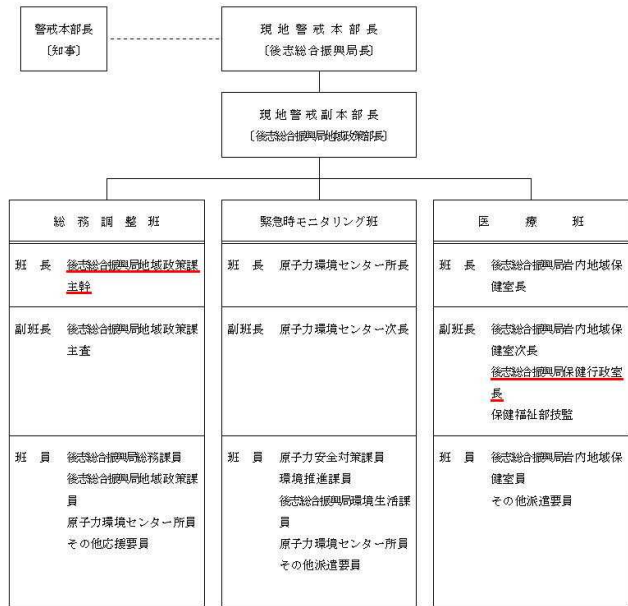 警戒本部長
〔知事〕
現地警戒本部長
〔後志総合振興局長〕
現地警戒副本部長
〔後志総合振興局地域政策部長〕
総務調整班
班長 後志総合振興局地域政策課
主幹
副班長 後志総合振興局地域政策課
主査
班員 後志総合振興局総務課員
後志総合振興局地域政策課
員
原子力環境センター所員
その他応援要員
緊急時モニタリング班
班長 原子力環境センター所長
副班長 原子力環境センター次長
班員 原子力安全対策課員
環境推進課員
後志総合振興局環境生活課
員
原子力環境センター所員
その他派遣要員
医療班
班長 後志総合振興局岩内地域保
健室長
副班長 後志総合振興局岩内地域保
健室次長
後志総合振興局保健行政室
長
保健福祉部技監
班員 後志総合振興局岩内地域保
健室員
その他派遣要員